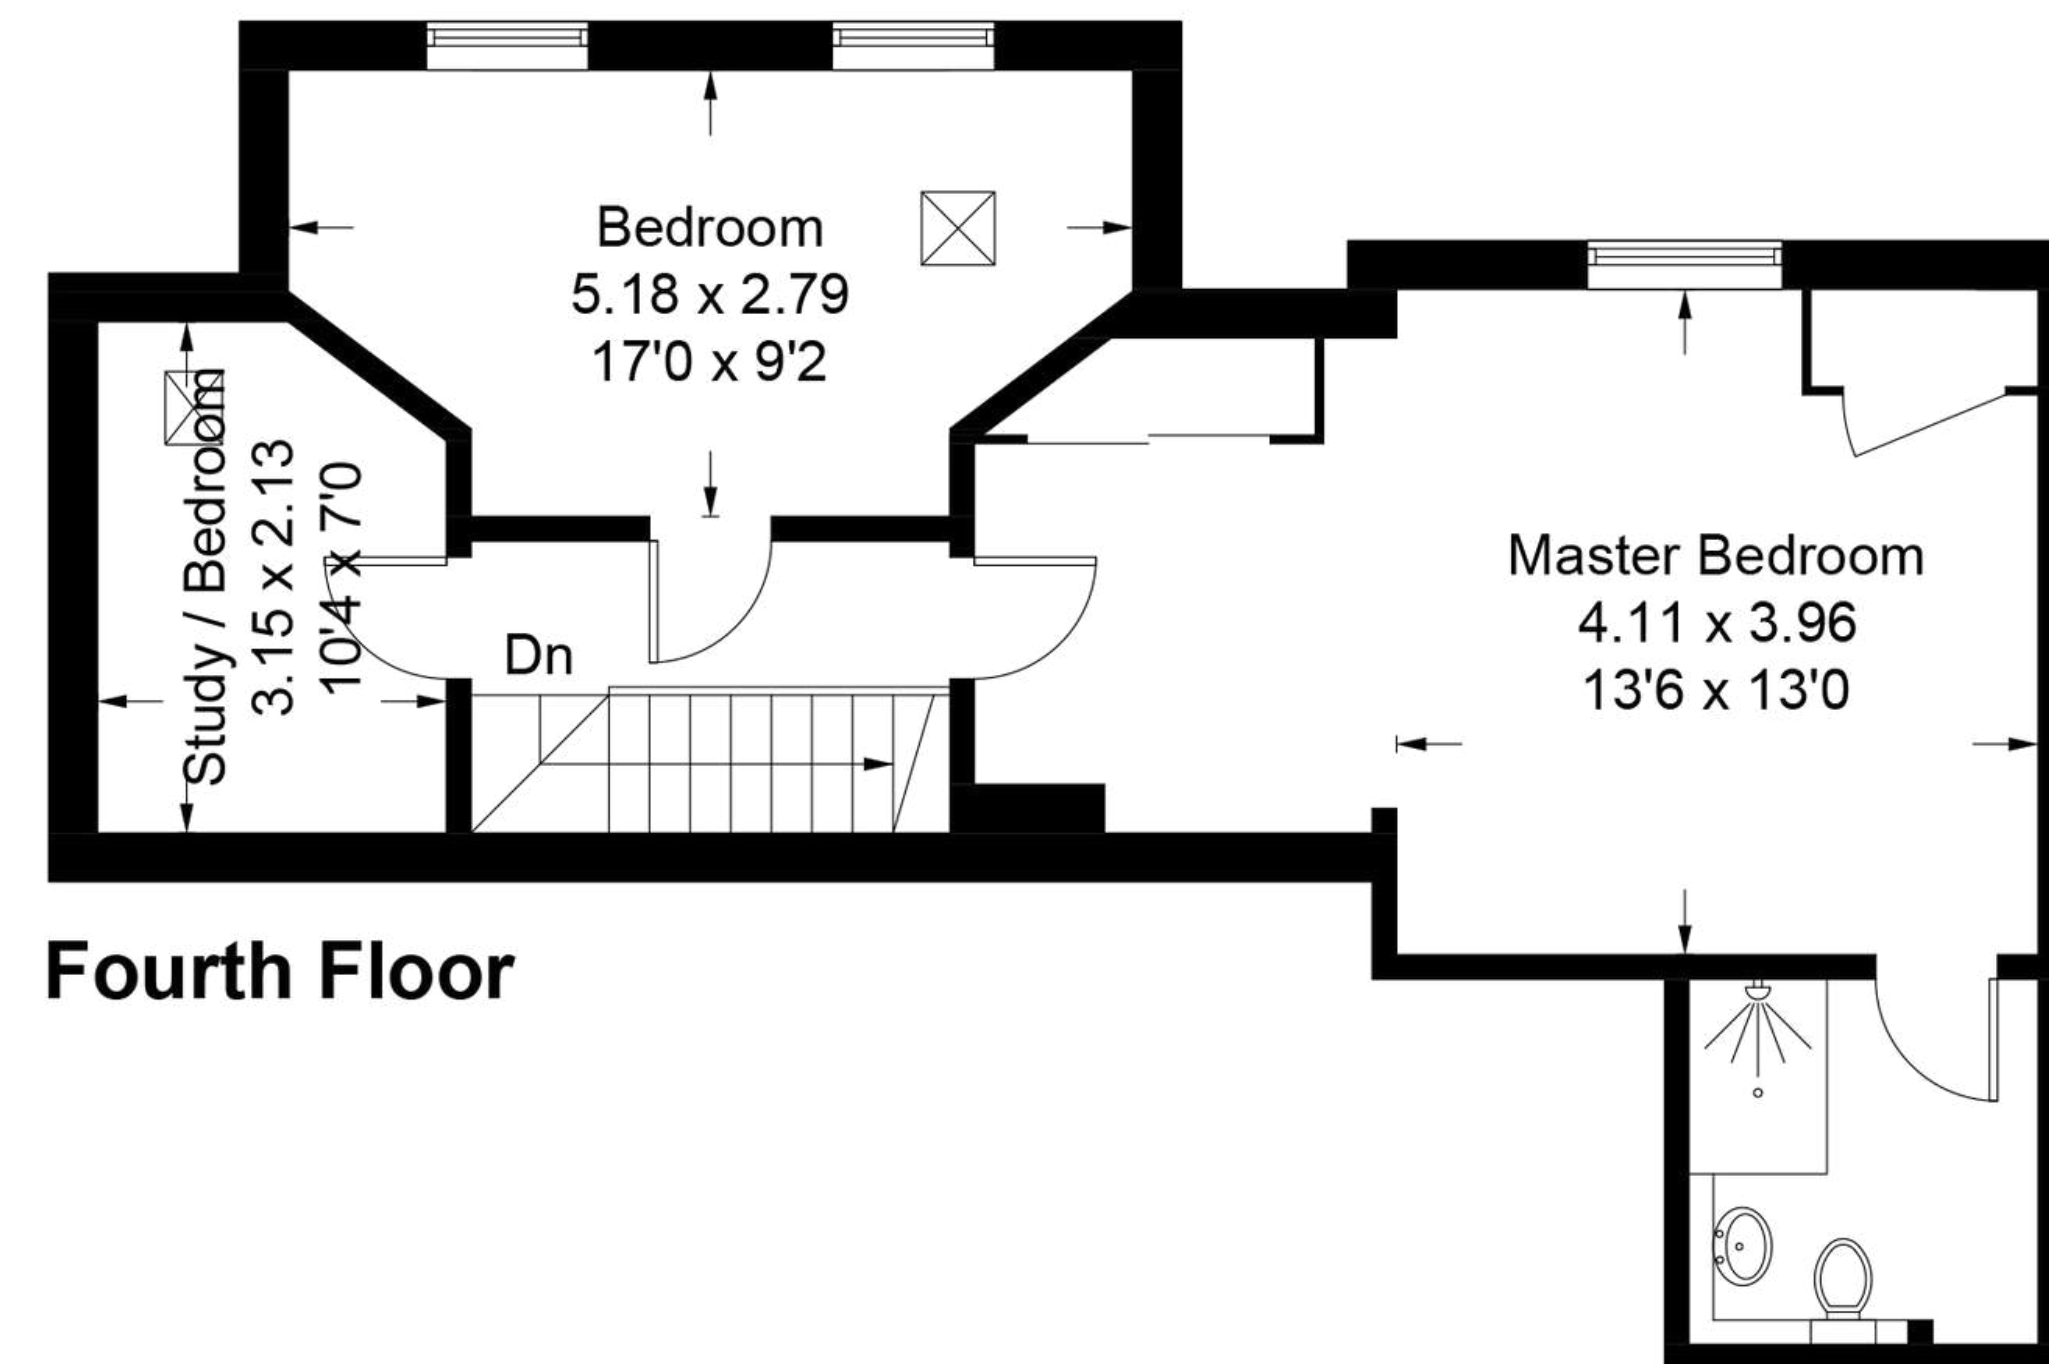 Bedroom
5.18 x 2.79
17'0 x 9'2
Study / Bedroom
3.15 x 2.13
10'4 x 7'0
Dn
Master Bedroom
4.11 x 3.96
13'6 x 13'0
Fourth Floor